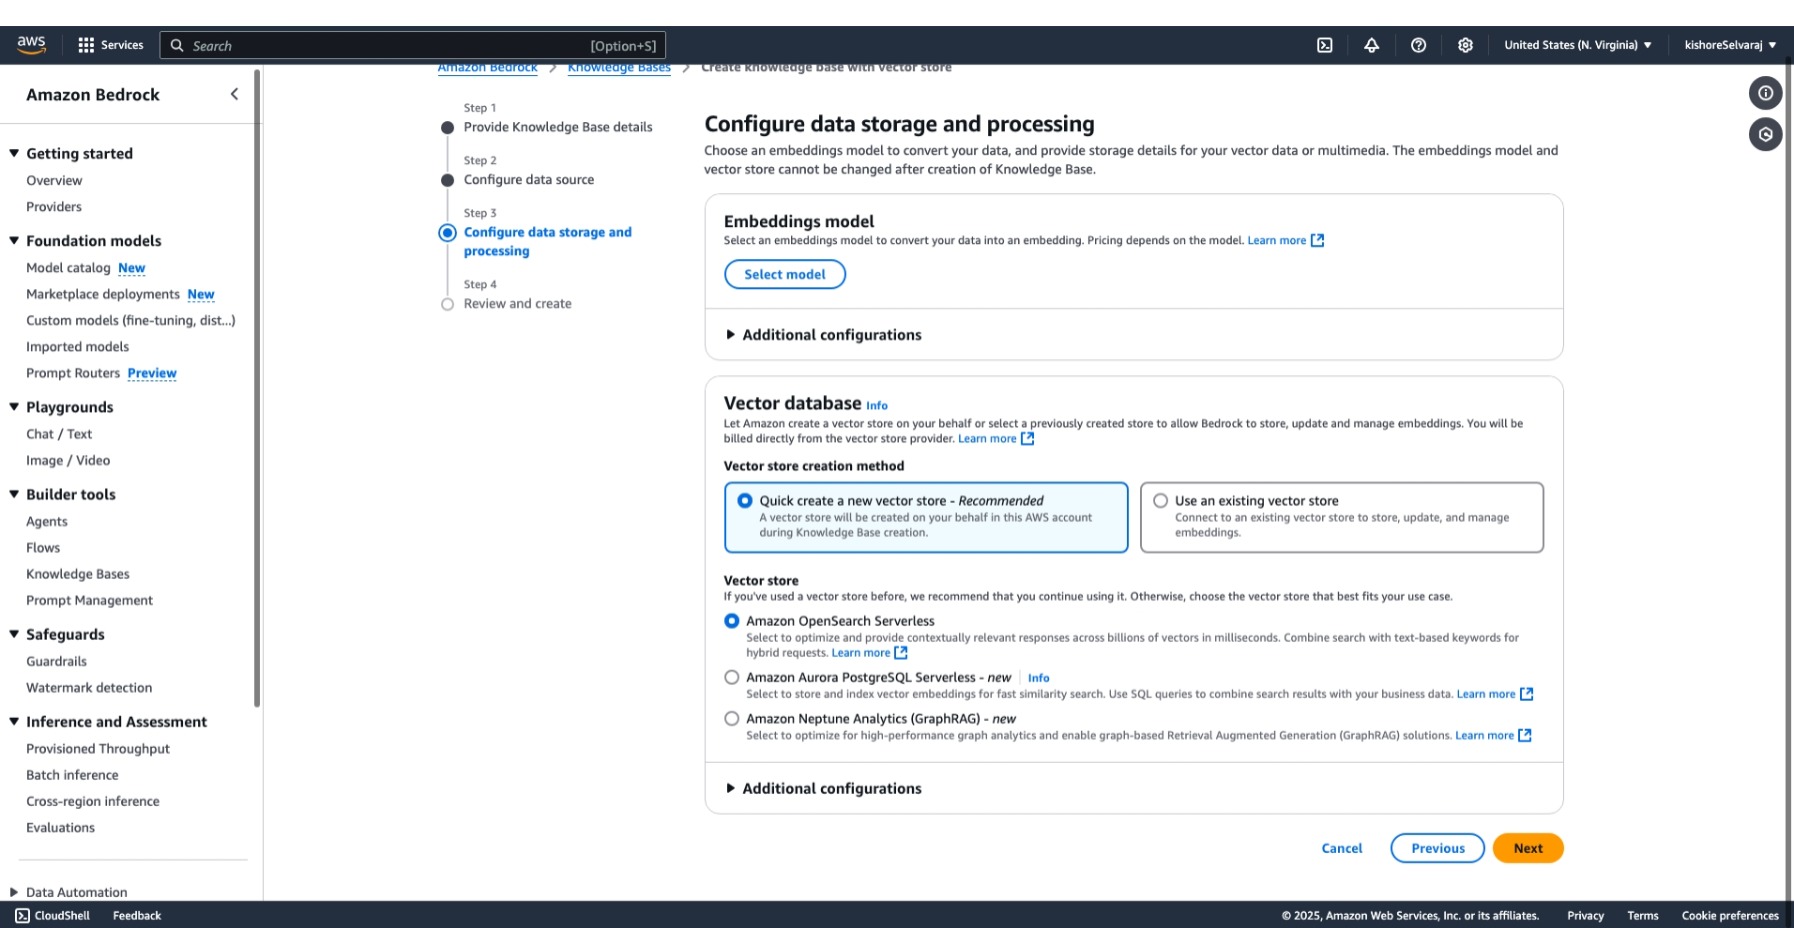 aws
Services
Search
[Option+S]
United States (N. Virginia)
kishoreSelvaraj
Amazon Bedrock
Getting started
Overview
Providers
Foundation models
Model catalog New
Marketplace deployments New
Custom models (fine-tuning, dist...)
Imported models
Prompt Routers Preview
Playgrounds
Chat / Text
Image / Video
Builder tools
Agents
Flows
Knowledge Bases
Prompt Management
Safeguards
Guardrails
Watermark detection
Inference and Assessment
Provisioned Throughput
Batch inference
Cross-region inference
Evaluations
Data Automation
Amazon Bedrock > Knowledge Bases > Create knowledge base with vector store
Step 1
Provide Knowledge Base details
Step 2
Configure data source
Step 3
Configure data storage and
processing
Step 4
Review and create
Configure data storage and processing
Choose an embeddings model to convert your data, and provide storage details for your vector data or multimedia. The embeddings model and
vector store cannot be changed after creation of Knowledge Base.
Embeddings model
Select an embeddings model to convert your data into an embedding. Pricing depends on the model. Learn more
Select model
Additional configurations
Vector database Info
Let Amazon create a vector store on your behalf or select a previously created store to allow Bedrock to store, update and manage embeddings. You will be
billed directly from the vector store provider. Learn more
Vector store creation method
Quick create a new vector store - Recommended
A vector store will be created on your behalf in this AWS account
during Knowledge Base creation.
Use an existing vector store
Connect to an existing vector store to store, update, and manage
embeddings.
Vector store
If you've used a vector store before, we recommend that you continue using it. Otherwise, choose the vector store that best fits your use case.
Amazon OpenSearch Serverless
Select to optimize and provide contextually relevant responses across billions of vectors in milliseconds. Combine search with text-based keywords for
hybrid requests. Learn more
Amazon Aurora PostgreSQL Serverless - new Info
Select to store and index vector embeddings for fast similarity search. Use SQL queries to combine search results with your business data. Learn more
Amazon Neptune Analytics (GraphRAG) - new
Select to optimize for high-performance graph analytics and enable graph-based Retrieval Augmented Generation (GraphRAG) solutions. Learn more
Additional configurations
Cancel
Previous
Next
CloudShell
Feedback
© 2025, Amazon Web Services, Inc. or its affiliates.
Privacy
Terms
Cookie preferences